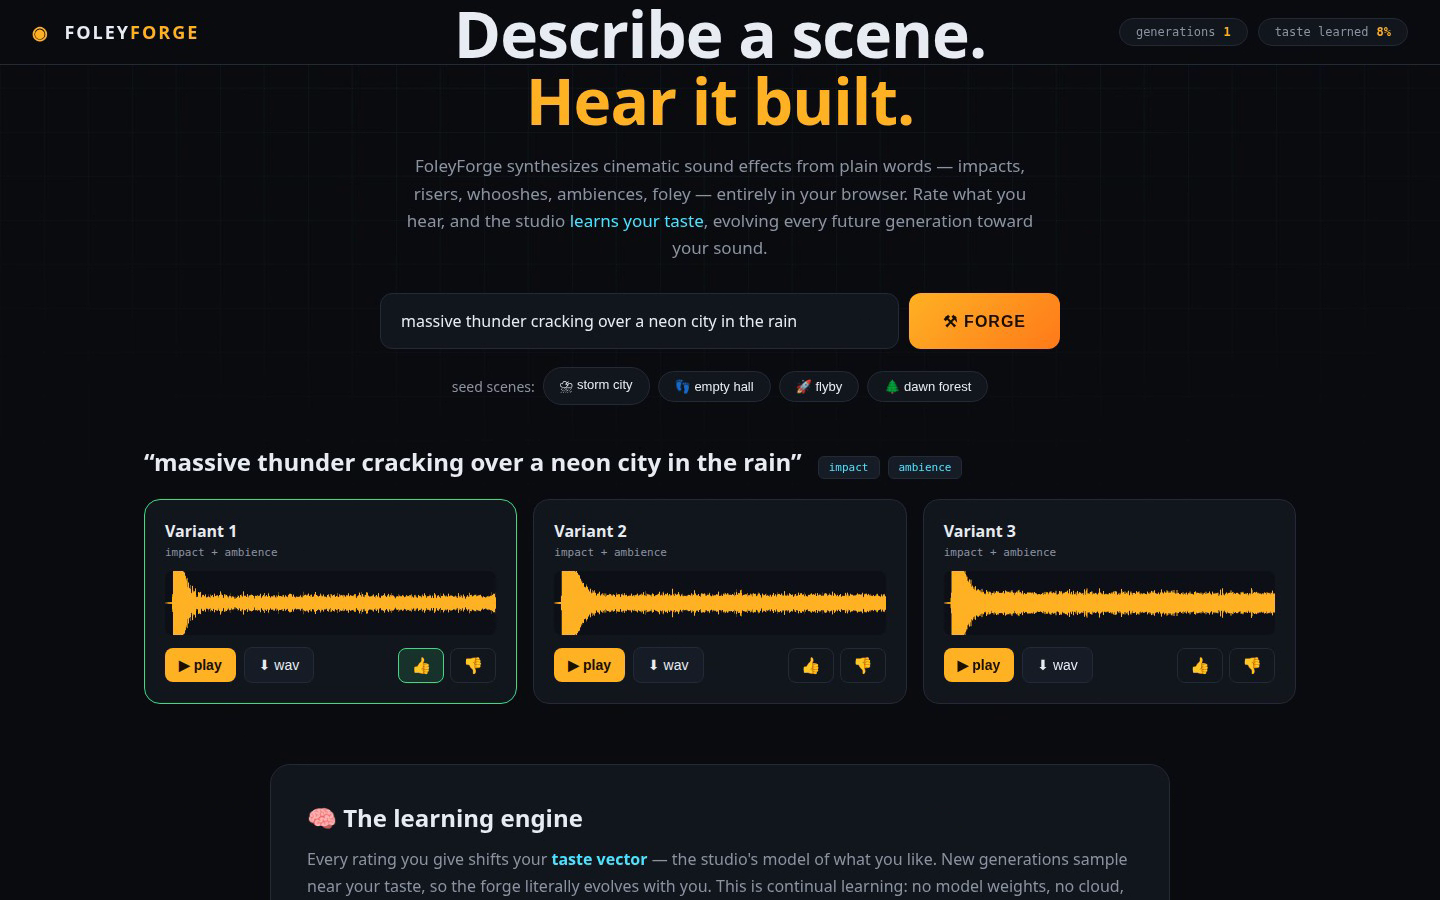 ◉ FOLEYFORGE
generations 1
taste learned 8%
Describe a scene.
Hear it built.
FoleyForge synthesizes cinematic sound effects from plain words — impacts,
risers, whooshes, ambiences, foley — entirely in your browser. Rate what you
hear, and the studio learns your taste, evolving every future generation toward
your sound.
massive thunder cracking over a neon city in the rain
⚒ FORGE
seed scenes: ⛈ storm city 👣 empty hall 🚀 flyby 🌲 dawn forest
“massive thunder cracking over a neon city in the rain” impact ambience
Variant 1
impact + ambience
▶ play ⬇ wav 👍 👎
Variant 2
impact + ambience
▶ play ⬇ wav 👍 👎
Variant 3
impact + ambience
▶ play ⬇ wav 👍 👎
🧠 The learning engine
Every rating you give shifts your taste vector — the studio's model of what you like. New generations sample
near your taste, so the forge literally evolves with you. This is continual learning: no model weights, no cloud,